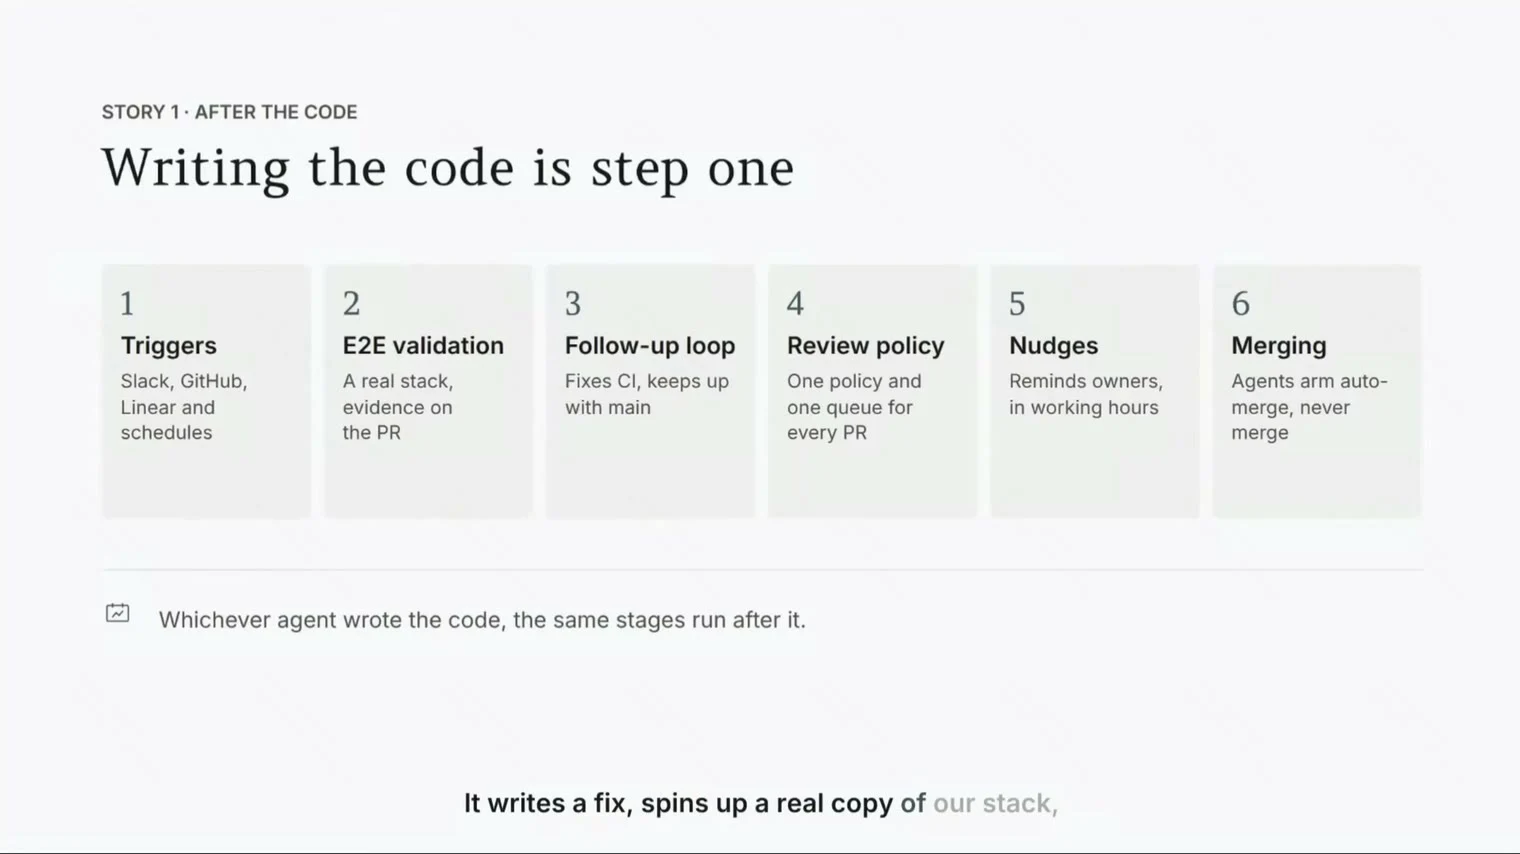 STORY 1 · AFTER THE CODE
Writing the code is step one
1
Triggers
Slack, GitHub,
Linear and
schedules
2
E2E validation
A real stack,
evidence on
the PR
3
Follow-up loop
Fixes CI, keeps up
with main
4
Review policy
One policy and
one queue for
every PR
5
Nudges
Reminds owners,
in working hours
6
Merging
Agents arm auto-
merge, never
merge
Whichever agent wrote the code, the same stages run after it.
It writes a fix, spins up a real copy of our stack,